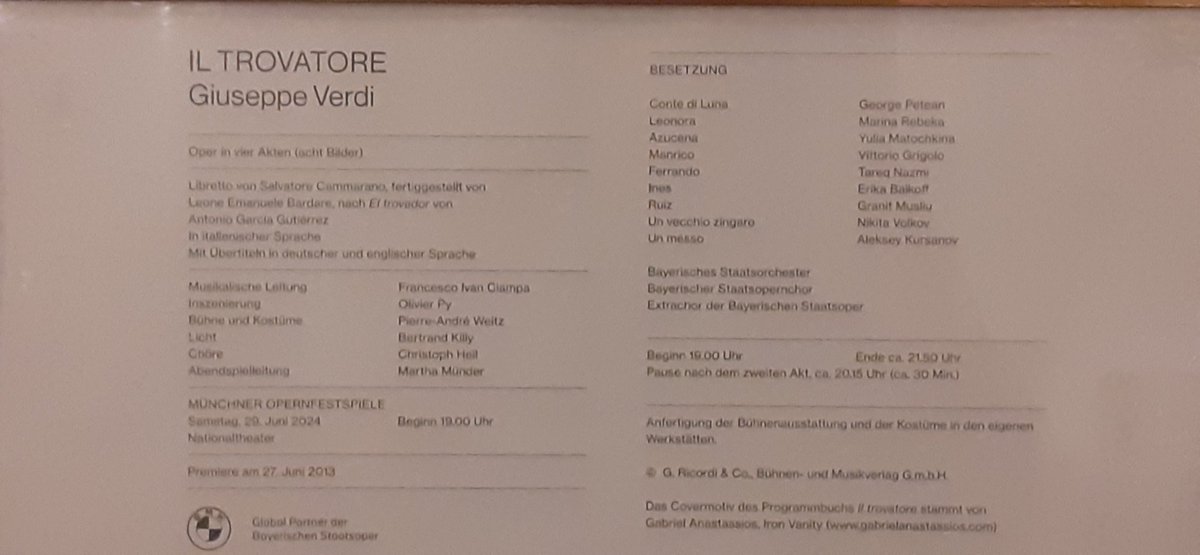 IL TROVATORE
Giuseppe Verdi
Oper in vier Akten (acht Bilder)
Libretto von Salvatore Cammarano, fertiggestellt von
Leone Emanuele Bardare, nach El trovador von
Antonio García Gutiérrez
In italienischer Sprache
Mit Übertiteln in deutscher und englischer Sprache
Musikalische Leitung Francesco Ivan Ciampa
Inszenierung Olivier Py
Bühne und Kostüme Pierre-André Weitz
Licht Bertrand Killy
Chöre Christoph Heil
Abendspielleitung Martha Münder
MÜNCHNER OPERNFESTSPIELE
Samstag, 29. Juni 2024 Beginn 19.00 Uhr
Nationaltheater
Premiere am 27. Juni 2013
BMW
Global Partner der
Bayerischen Staatsoper
BESETZUNG
Conte di Luna George Petean
Leonora Marina Rebeka
Azucena Yulia Matochkina
Manrico Vittorio Grigolo
Ferrando Tareq Nazmi
Ines Erika Baikoff
Ruiz Granit Musliu
Un vecchio zingaro Nikita Volkov
Un messo Aleksey Kursanov
Bayerisches Staatsorchester
Bayerischer Staatsopernchor
Extrachor der Bayerischen Staatsoper
Beginn 19.00 Uhr Ende ca. 21.50 Uhr
Pause nach dem zweiten Akt, ca. 20.15 Uhr (ca. 30 Min.)
Anfertigung der Bühnenausstattung und der Kostüme in den eigenen
Werkstätten.
© G. Ricordi & Co., Bühnen- und Musikverlag G.m.b.H
Das Covermotiv des Programmbuchs Il trovatore stammt von
Gabriel Anastassios, Iron Vanity (www.gabrielanastassios.com)